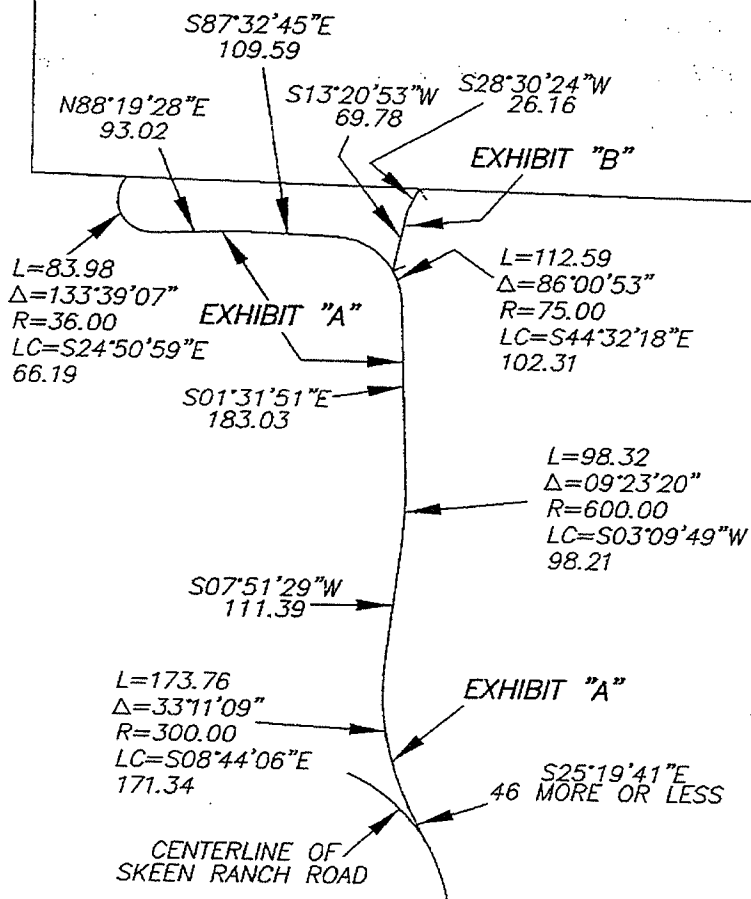 S87°32'45"E
109.59
S13°20'53"W
69.78
S28°30'24"W
26.16
N88°19'28"E
93.02
EXHIBIT "B"
L=83.98
Δ=133°39'07"
R=36.00
LC=S24°50'59"E
66.19
EXHIBIT "A"
L=112.59
Δ=86°00'53"
R=75.00
LC=S44°32'18"E
102.31
S01°31'51"E
183.03
L=98.32
Δ=09°23'20"
R=600.00
LC=S03°09'49"W
98.21
S07°51'29"W
111.39
L=173.76
Δ=33°11'09"
R=300.00
LC=S08°44'06"E
171.34
EXHIBIT "A"
S25°19'41"E
46 MORE OR LESS
CENTERLINE OF
SKEEN RANCH ROAD